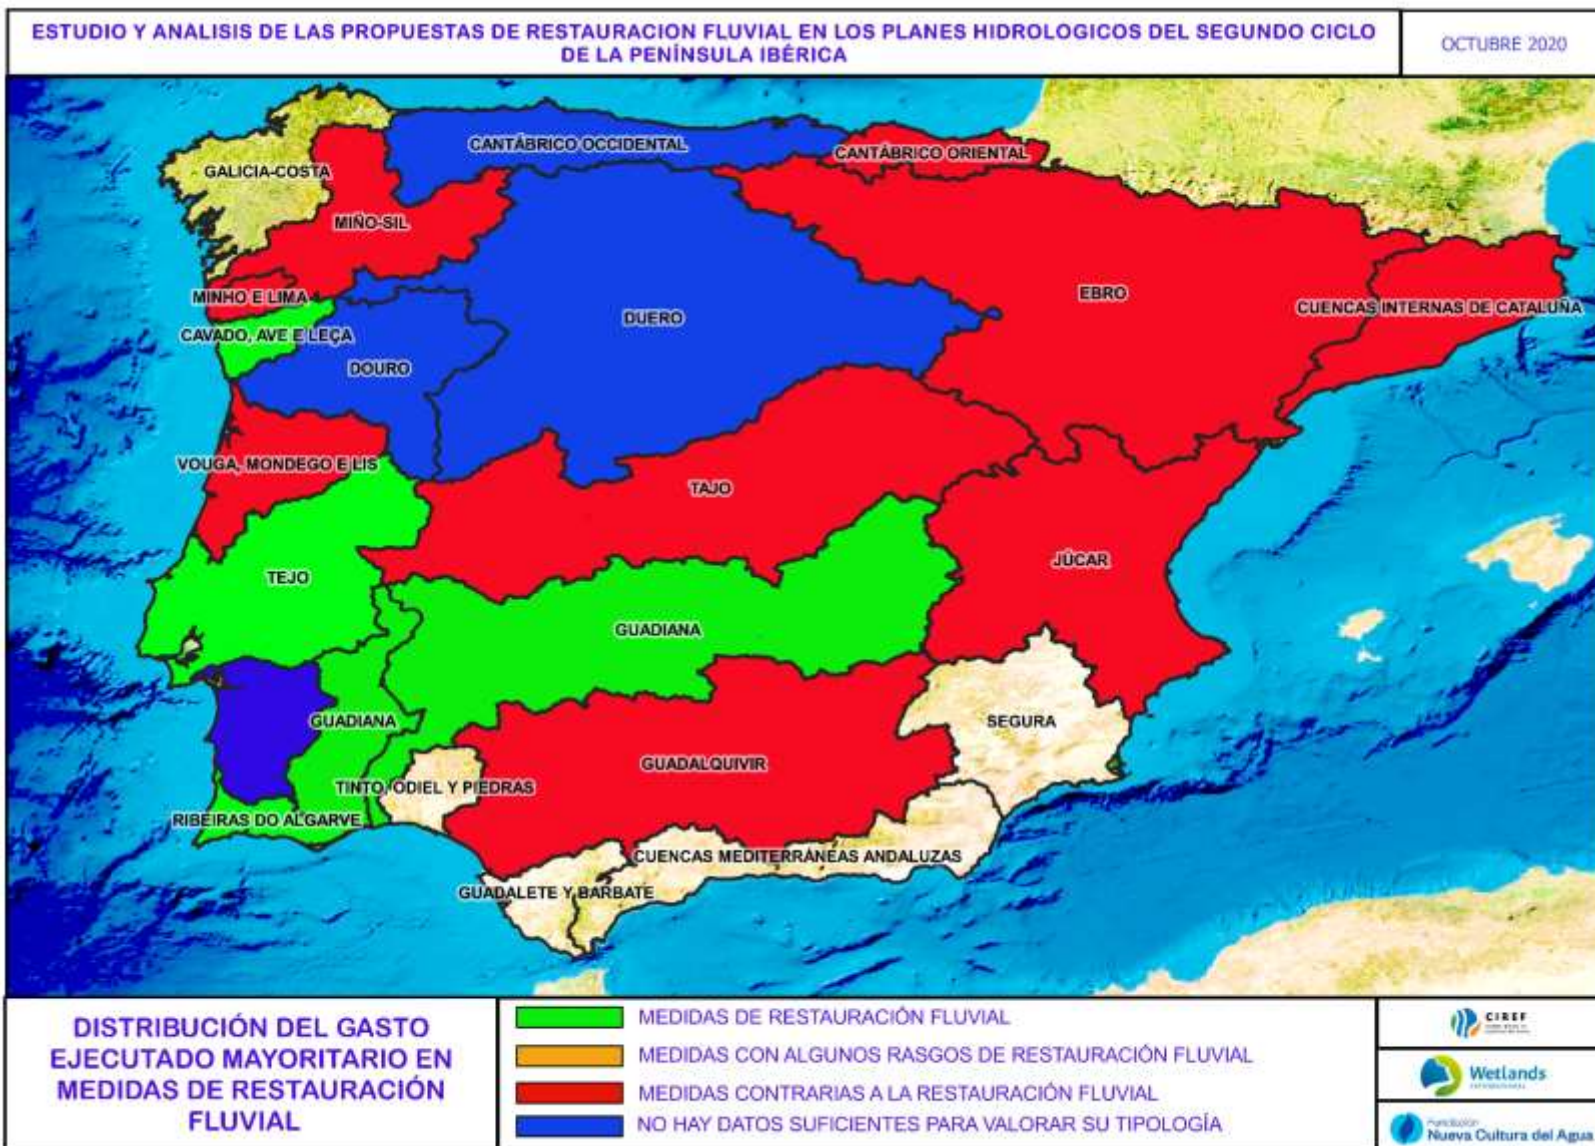 ESTUDIO Y ANALISIS DE LAS PROPUESTAS DE RESTAURACION FLUVIAL EN LOS PLANES HIDROLOGICOS DEL SEGUNDO CICLO
DE LA PENÍNSULA IBÉRICA
OCTUBRE 2020
CANTÁBRICO OCCIDENTAL
CANTÁBRICO ORIENTAL
GALICIA-COSTA
MIÑO-SIL
MINHO E LIMA
EBRO
CUENCAS INTERNAS DE CATALUÑA
DUERO
CAVADO, AVE E LEÇA
DOURO
VOUGA, MONDEGO E LIS
TAJO
JÚCAR
TEJO
GUADIANA
GUADIANA
SEGURA
GUADALQUIVIR
TINTO, ODIEL Y PIEDRAS
RIBEIRAS DO ALGARVE
CUENCAS MEDITERRÁNEAS ANDALUZAS
GUADALETE Y BARBATE
DISTRIBUCIÓN DEL GASTO
EJECUTADO MAYORITARIO EN
MEDIDAS DE RESTAURACIÓN
FLUVIAL
MEDIDAS DE RESTAURACIÓN FLUVIAL
MEDIDAS CON ALGUNOS RASGOS DE RESTAURACIÓN FLUVIAL
MEDIDAS CONTRARIAS A LA RESTAURACIÓN FLUVIAL
NO HAY DATOS SUFICIENTES PARA VALORAR SU TIPOLOGÍA
CIREF
Wetlands
INTERNATIONAL
Fundación
Nueva Cultura del Agua